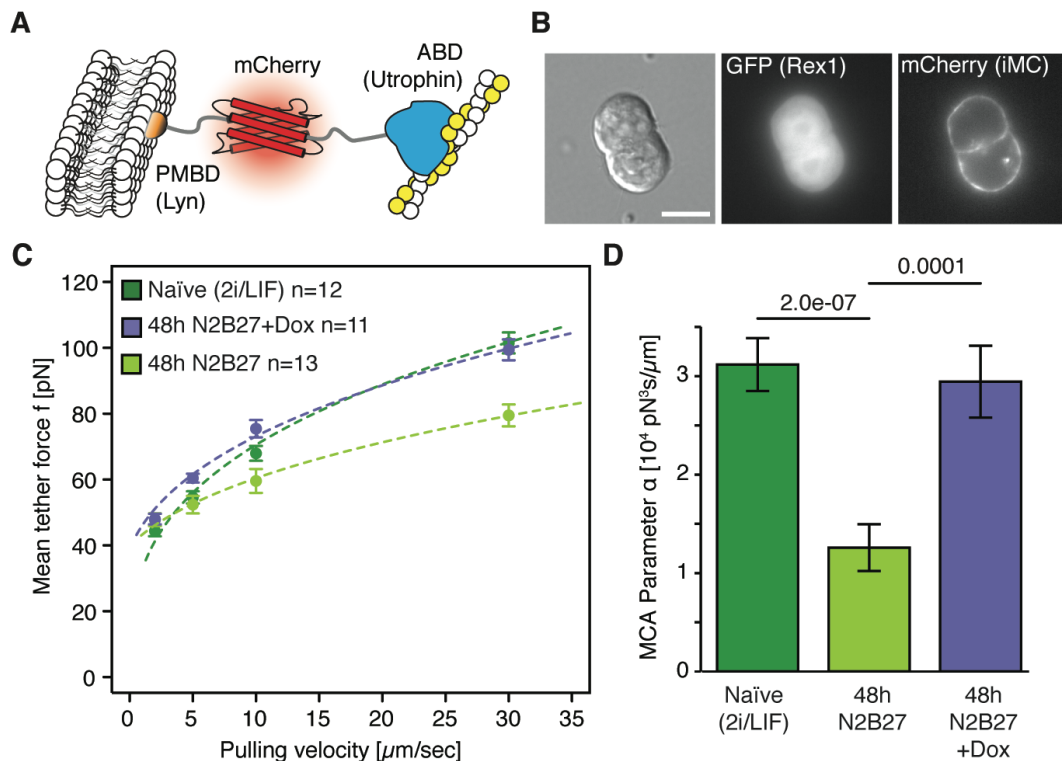 A
mCherry
ABD
(Utrophin)
PMBD
(Lyn)
B
GFP (Rex1)
mCherry (iMC)
C
Mean tether force f [pN]
120
100
80
60
40
20
0
Naïve (2i/LIF) n=12
48h N2B27+Dox n=11
48h N2B27 n=13
0 5 10 15 20 25 30 35
Pulling velocity [µm/sec]
D
0.0001
2.0e-07
MCA Parameter α [10⁴ pN³s/µm]
3
2
1
0
Naïve
(2i/LIF)
48h
N2B27
48h
N2B27
+Dox